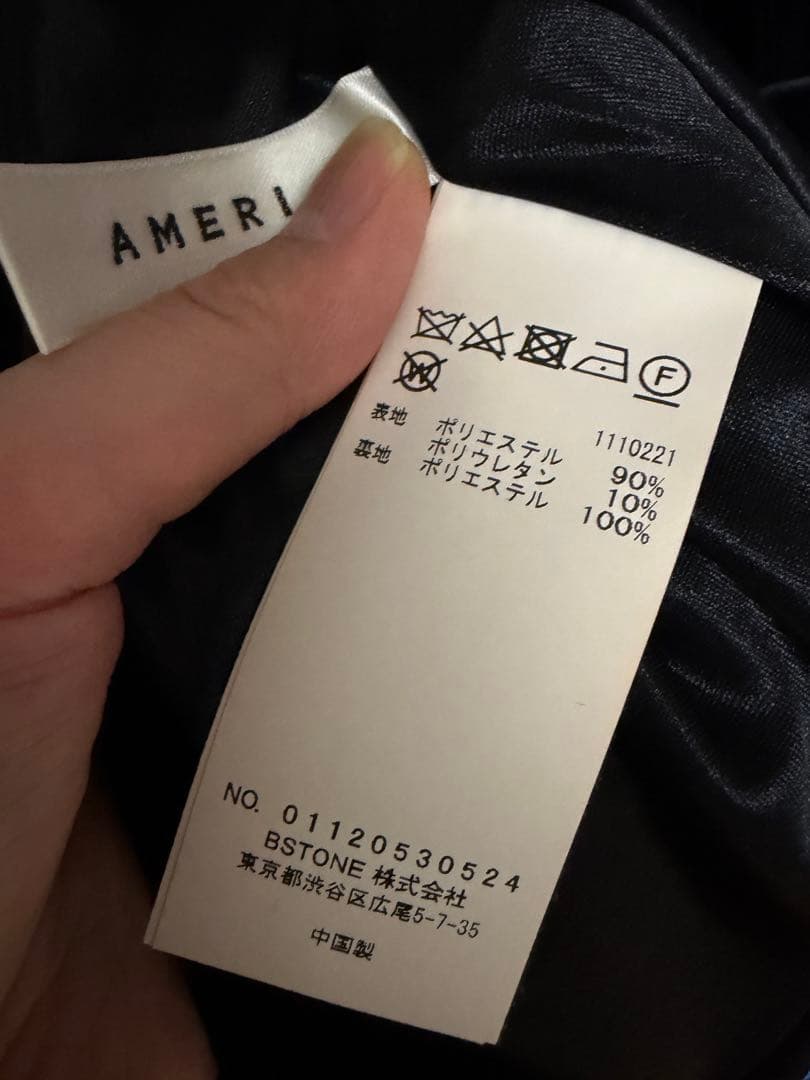 AMERI
F
W
1110221
表地 ポリエステル 90%
ポリウレタン 10%
裏地 ポリエステル 100%
NO. 01120530524
BSTONE 株式会社
東京都渋谷区広尾5-7-35
中国製